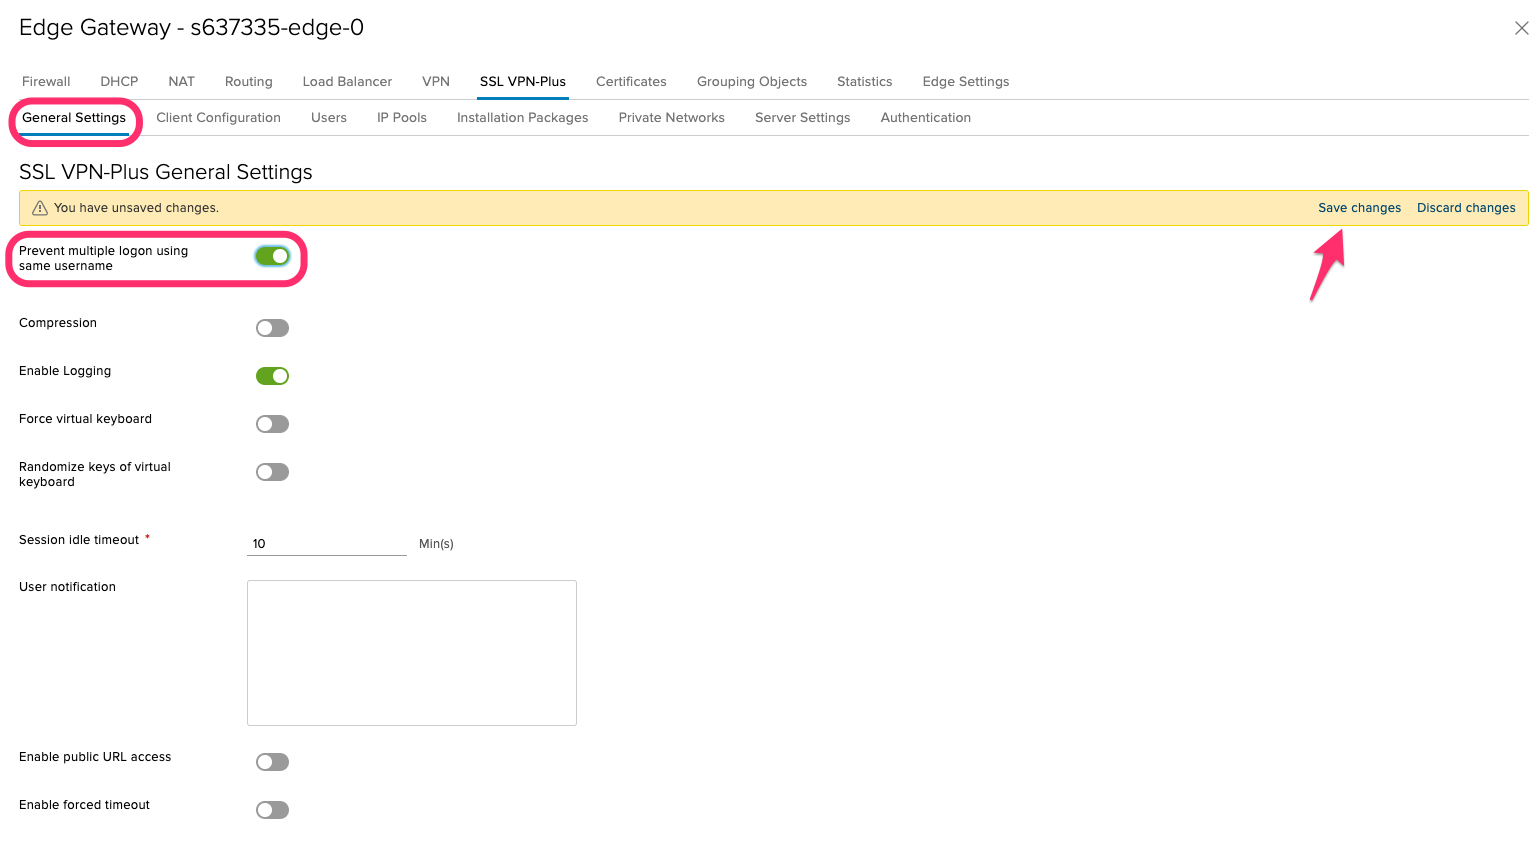 Edge Gateway - s637335-edge-0
Firewall DHCP NAT Routing Load Balancer VPN SSL VPN-Plus Certificates Grouping Objects Statistics Edge Settings
General Settings Client Configuration Users IP Pools Installation Packages Private Networks Server Settings Authentication
SSL VPN-Plus General Settings
You have unsaved changes. Save changes Discard changes
Prevent multiple logon using
same username
Compression
Enable Logging
Force virtual keyboard
Randomize keys of virtual
keyboard
Session idle timeout * 10 Min(s)
User notification
Enable public URL access
Enable forced timeout